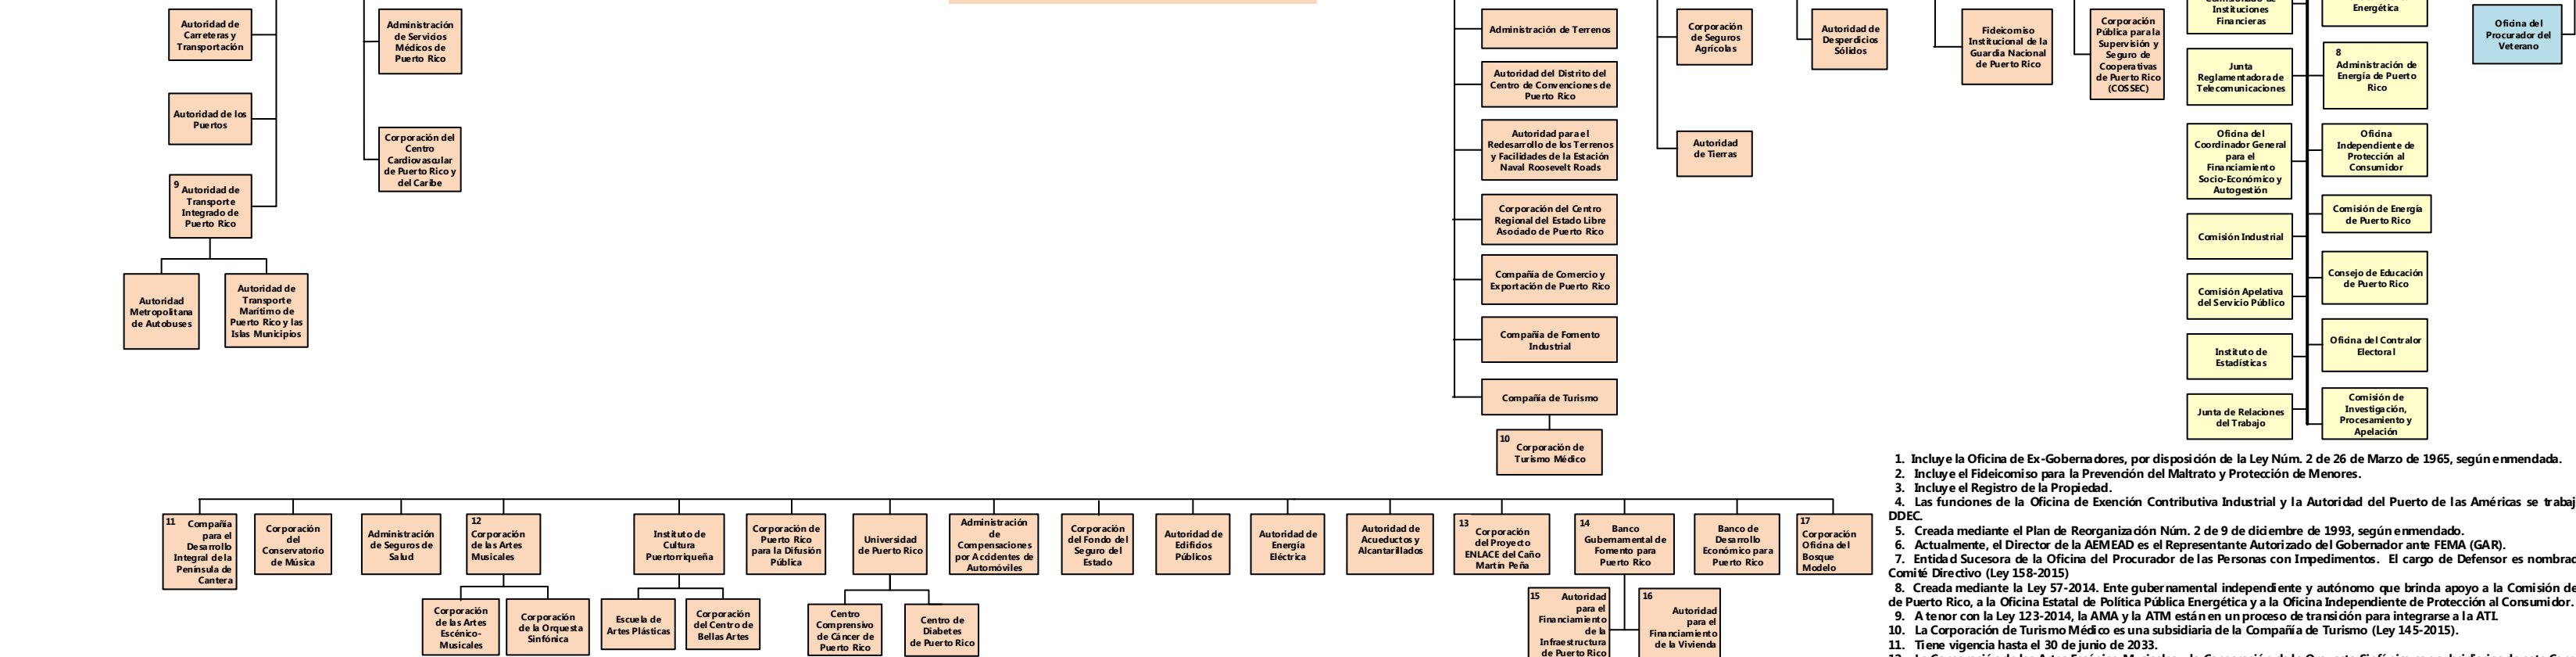 Autoridad de
Carreteras y
Transportación
Autoridad de los
Puertos
9
Autoridad de
Transporte
Integrado de
Puerto Rico
Autoridad
Metropolitana
de Autobuses
Autoridad de
Transporte
Marítimo de
Puerto Rico y las
Islas Municipios
Administración
de Servicios
Médicos de
Puerto Rico
Corporación del
Centro
Cardiovascular
de Puerto Rico y
del Caribe
Administración de Terrenos
Autoridad del Distrito del
Centro de Convenciones de
Puerto Rico
Autoridad para el
Redesarrollo de los Terrenos
y Facilidades de la Estación
Naval Roosevelt Roads
Corporación del Centro
Regional del Estado Libre
Asociado de Puerto Rico
Compañía de Comercio y
Exportación de Puerto Rico
Compañía de Fomento
Industrial
Compañía de Turismo
10
Corporación de
Turismo Médico
Corporación
de Seguros
Agrícolas
Autoridad
de Tierras
Autoridad de
Desperdicios
Sólidos
Fideicomiso
Institucional de la
Guardia Nacional
de Puerto Rico
Corporación
Pública para la
Supervisión y
Seguro de
Cooperativas
de Puerto Rico
(COSSEC)
Instituciones
Financieras
Junta
Reglamentadora de
Telecomunicaciones
Oficina del
Coordinador General
para el
Financiamiento
Socio-Económico y
Autogestión
Comisión Industrial
Comisión Apelativa
del Servicio Público
Instituto de
Estadísticas
Junta de Relaciones
del Trabajo
Energética
8
Administración de
Energía de Puerto
Rico
Oficina
Independiente de
Protección al
Consumidor
Comisión de Energía
de Puerto Rico
Consejo de Educación
de Puerto Rico
Oficina del Contralor
Electoral
Comisión de
Investigación,
Procesamiento y
Apelación
Oficina del
Procurador del
Veterano
11 Compañía
para el
Desarrollo
Integral de la
Península de
Cantera
Corporación
del
Conservatorio
de Música
Administración
de Seguros de
Salud
12
Corporación
de las Artes
Musicales
Corporación
de las Artes
Escénico-
Musicales
Corporación
de la Orquesta
Sinfónica
Instituto de
Cultura
Puertorriqueña
Escuela de
Artes Plásticas
Corporación
del Centro de
Bellas Artes
Corporación de
Puerto Rico
para la Difusión
Pública
Universidad
de Puerto Rico
Centro
Comprensivo
de Cáncer de
Puerto Rico
Centro de
Diabetes
de Puerto Rico
Administración
de
Compensaciones
por Accidentes de
Automóviles
Corporación
del Fondo del
Seguro del
Estado
Autoridad de
Edificios
Públicos
Autoridad de
Energía
Eléctrica
Autoridad de
Acueductos y
Alcantarillados
13
Corporación
del Proyecto
ENLACE del Caño
Martín Peña
14
Banco
Gubernamental de
Fomento para
Puerto Rico
15 Autoridad
para el
Financiamiento
de la
Infraestructura
de Puerto Rico
16
Autoridad
para el
Financiamiento
de la Vivienda
Banco de
Desarrollo
Económico para
Puerto Rico
17
Corporación
Oficina del
Bosque
Modelo
1. Incluye la Oficina de Ex-Gobernadores, por disposición de la Ley Núm. 2 de 26 de Marzo de 1965, según enmendada.
2. Incluye el Fideicomiso para la Prevención del Maltrato y Protección de Menores.
3. Incluye el Registro de la Propiedad.
4. Las funciones de la Oficina de Exención Contributiva Industrial y la Autoridad del Puerto de las Américas se trabaj
DDEC.
5. Creada mediante el Plan de Reorganización Núm. 2 de 9 de diciembre de 1993, según enmendado.
6. Actualmente, el Director de la AEMEAD es el Representante Autorizado del Gobernador ante FEMA (GAR).
7. Entidad Sucesora de la Oficina del Procurador de las Personas con Impedimentos. El cargo de Defensor es nombrad
Comité Directivo (Ley 158-2015)
8. Creada mediante la Ley 57-2014. Ente gubernamental independiente y autónomo que brinda apoyo a la Comisión de
de Puerto Rico, a la Oficina Estatal de Política Pública Energética y a la Oficina Independiente de Protección al Consumidor.
9. A tenor con la Ley 123-2014, la AMA y la ATM están en un proceso de transición para integrarse a la ATI.
10. La Corporación de Turismo Médico es una subsidiaria de la Compañía de Turismo (Ley 145-2015).
11. Tiene vigencia hasta el 30 de junio de 2033.